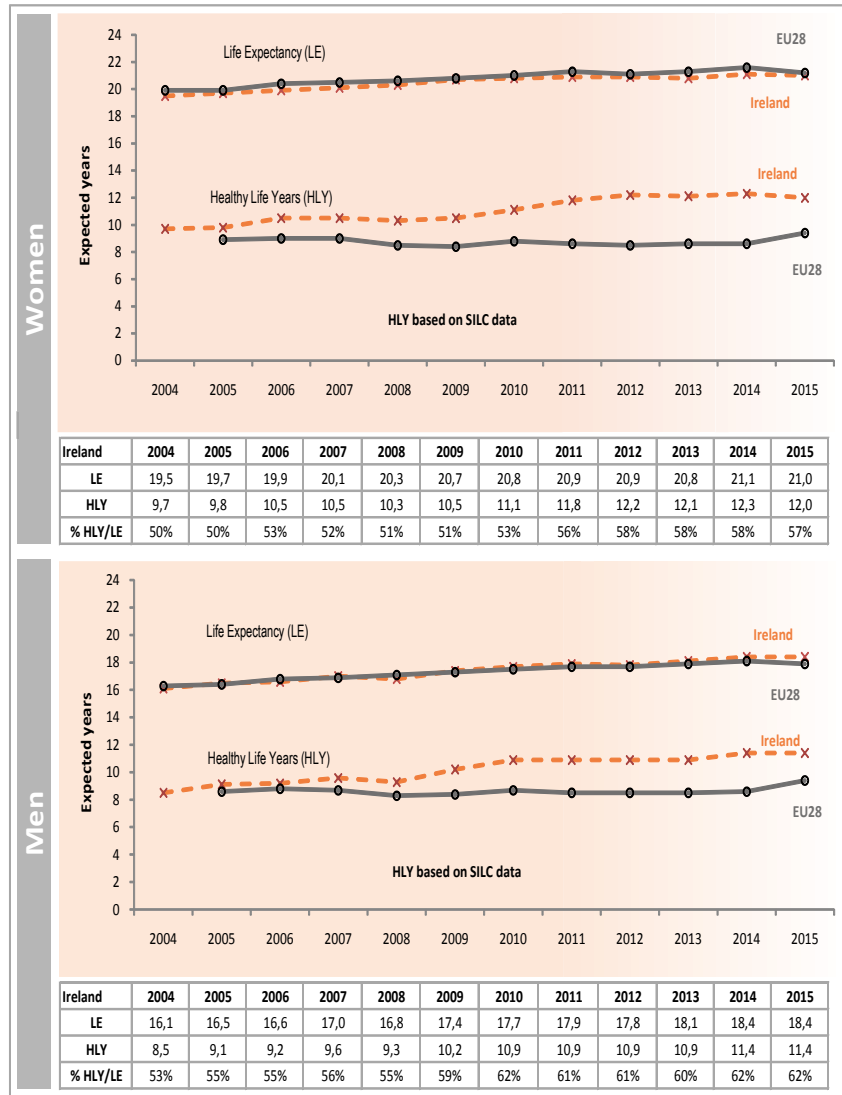 Women
Expected years
24
22
20
18
16
14
12
10
8
6
4
2
0
Life Expectancy (LE)
EU28
Ireland
Healthy Life Years (HLY)
Ireland
EU28
HLY based on SILC data
2004 2005 2006 2007 2008 2009 2010 2011 2012 2013 2014 2015
Ireland 2004 2005 2006 2007 2008 2009 2010 2011 2012 2013 2014 2015
LE 19,5 19,7 19,9 20,1 20,3 20,7 20,8 20,9 20,9 20,8 21,1 21,0
HLY 9,7 9,8 10,5 10,5 10,3 10,5 11,1 11,8 12,2 12,1 12,3 12,0
% HLY/LE 50% 50% 53% 52% 51% 51% 53% 56% 58% 58% 58% 57%
Men
Expected years
24
22
20
18
16
14
12
10
8
6
4
2
0
Life Expectancy (LE)
Ireland
EU28
Healthy Life Years (HLY)
Ireland
EU28
HLY based on SILC data
2004 2005 2006 2007 2008 2009 2010 2011 2012 2013 2014 2015
Ireland 2004 2005 2006 2007 2008 2009 2010 2011 2012 2013 2014 2015
LE 16,1 16,5 16,6 17,0 16,8 17,4 17,7 17,9 17,8 18,1 18,4 18,4
HLY 8,5 9,1 9,2 9,6 9,3 10,2 10,9 10,9 10,9 10,9 11,4 11,4
% HLY/LE 53% 55% 55% 56% 55% 59% 62% 61% 61% 60% 62% 62%